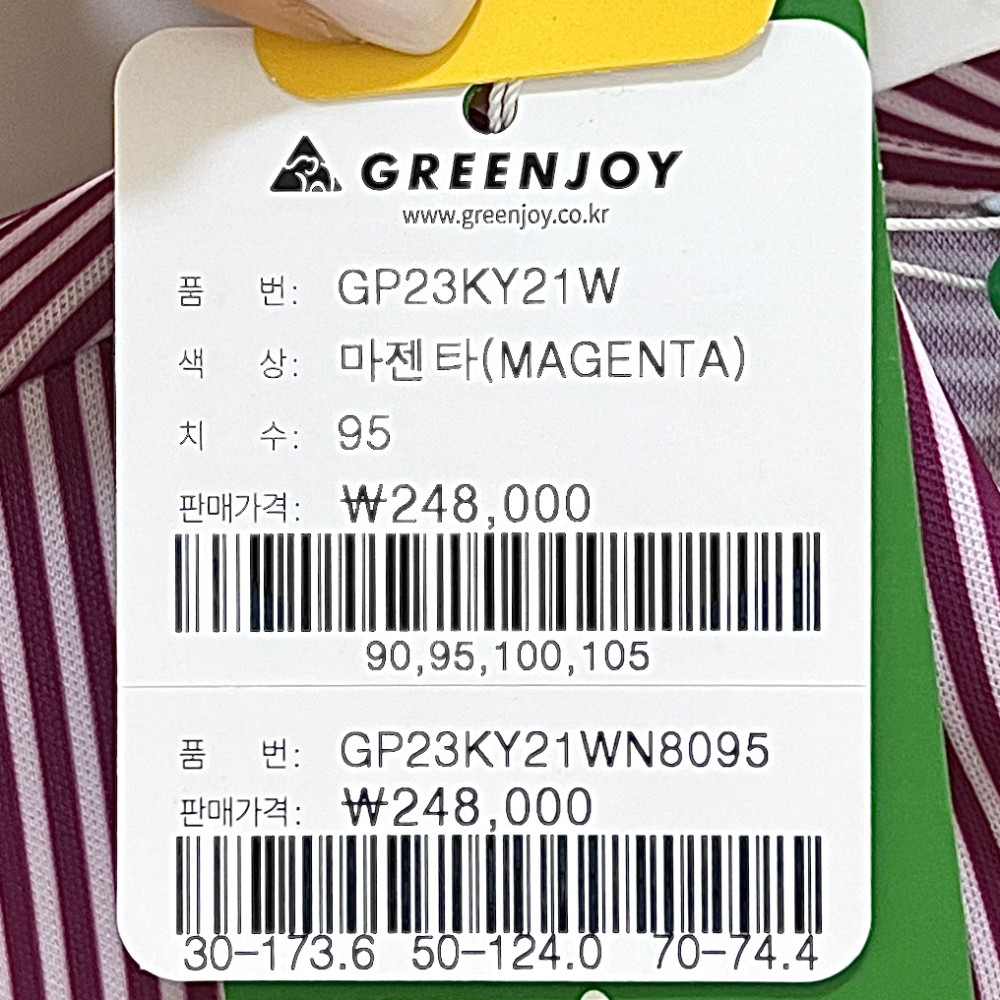 GREENJOY
www.greenjoy.co.kr
품 번: GP23KY21W
색 상: 마젠타(MAGENTA)
치 수: 95
판매가격: ₩248,000
90,95,100,105
품 번: GP23KY21WN8095
판매가격: ₩248,000
30-173.6 50-124.0 70-74.4